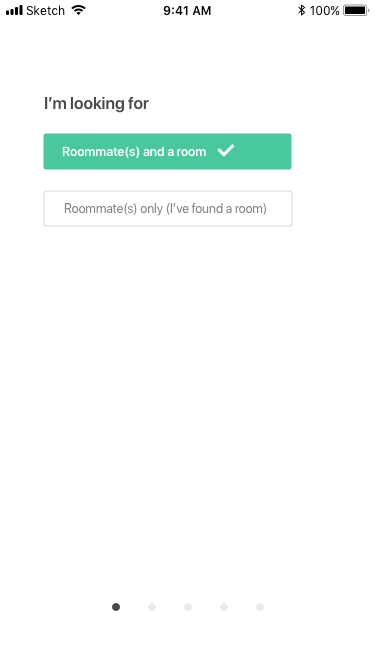 Sketch 9:41 AM 100%
I'm looking for
Roommate(s) and a room
Roommate(s) only (I've found a room)